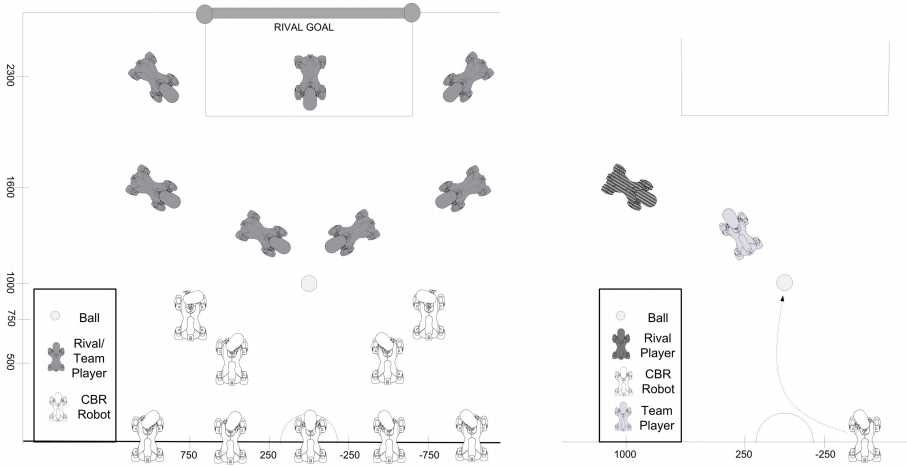 RIVAL GOAL
2300
1600
1000
750
500
Ball
Rival/
Team
Player
CBR
Robot
750
250
-250
-750
Ball
Rival
Player
CBR
Robot
Team
Player
1000
250
-250